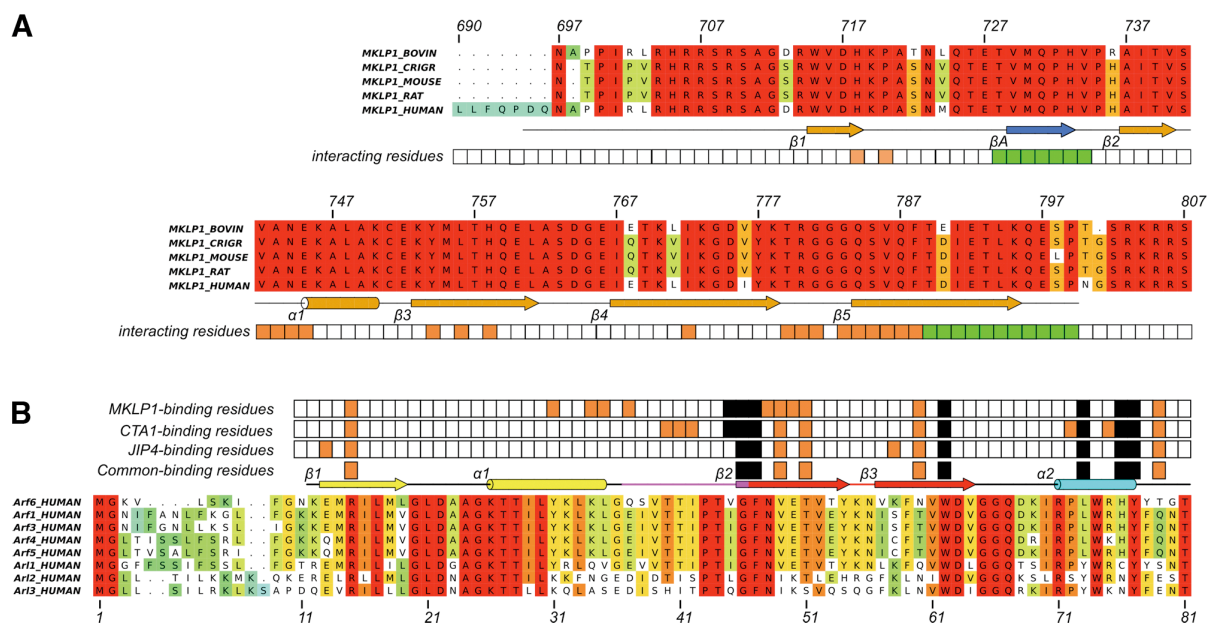 A
690 697 707 717 727 737
MKLP1_BOVIN . . . . . . . N A P P I R L R H R R S R S A G D R W V D H K P A T N L Q T E T V M Q P H V P R A I T V S
MKLP1_CRIGR . . . . . . . N . T P I P V R H R R S R S A G S R W V D H K P A S N V Q T E T V M Q P H V P H A I T V S
MKLP1_MOUSE . . . . . . . N . T P I P V R H R R S R S A G S R W V D H K P A S N V Q T E T V M Q P H V P H A I T V S
MKLP1_RAT . . . . . . . N . T P I P V R H R R S R S A G S R W V D H K P A S N V Q T E T V M Q P H V P H A I T V S
MKLP1_HUMAN L L F Q P D Q N A P P I R L R H R R S R S A G D R W V D H K P A S N M Q T E T V M Q P H V P H A I T V S
β1 βA β2
interacting residues
747 757 767 777 787 797 807
MKLP1_BOVIN V A N E K A L A K C E K Y M L T H Q E L A S D G E I E T K L I K G D V Y K T R G G G Q S V Q F T E I E T L K Q E S P T . S R K R R S
MKLP1_CRIGR V A N E K A L A K C E K Y M L T H Q E L A S D G E I Q T K V I K G D V Y K T R G G G Q S V Q F T D I E T L K Q E S P T G S R K R R S
MKLP1_MOUSE V A N E K A L A K C E K Y M L T H Q E L A S D G E I Q T K V I K G D V Y K T R G G G Q S V Q F T D I E T L K Q E L P T G S R K R R S
MKLP1_RAT V A N E K A L A K C E K Y M L T H Q E L A S D G E I Q T K V I K G D V Y K T R G G G Q S V Q F T D I E T L K Q E S P T G S R K R R S
MKLP1_HUMAN V A N E K A L A K C E K Y M L T H Q E L A S D G E I E T K L I K G D I Y K T R G G G Q S V Q F T D I E T L K Q E S P N G S R K R R S
α1 β3 β4 β5
interacting residues
B
MKLP1-binding residues
CTA1-binding residues
JIP4-binding residues
Common-binding residues
β1 α1 β2 β3 α2
Arf6_HUMAN M G K V . . . . L S K I . . F G N K E M R I L M L G L D A A G K T T I L Y K L K L G Q S V T T I P T V G F N V E T V T Y K N V K F N V W D V G G Q D K I R P L W R H Y Y T G T
Arf1_HUMAN M G N I F A N L F K G L . . F G K K E M R I L M V G L D A A G K T T I L Y K L K L G E I V T T I P T I G F N V E T V E Y K N I S F T V W D V G G Q D K I R P L W R H Y F Q N T
Arf3_HUMAN M G N I F G N L L K S L . . I G K K E M R I L M V G L D A A G K T T I L Y K L K L G E I V T T I P T I G F N V E T V E Y K N I S F T V W D V G G Q D K I R P L W R H Y F Q N T
Arf4_HUMAN M G L T I S S L F S R L . . F G K K Q M R I L M V G L D A A G K T T I L Y K L K L G E I V T T I P T I G F N V E T V E Y K N I C F T V W D V G G Q D R I R P L W K H Y F Q N T
Arf5_HUMAN M G L T V S A L F S R I . . F G K K Q M R I L M V G L D A A G K T T I L Y K L K L G E I V T T I P T I G F N V E T V E Y K N I C F T V W D V G G Q D K I R P L W R H Y F Q N T
Arl1_HUMAN M G G F F S S I F S S L . . F G T R E M R I L I L G L D G A G K T T I L Y R L Q V G E V V T T I P T I G F N V E T V T Y K N L K F Q V W D L G G Q T S I R P Y W R C Y Y S N T
Arl2_HUMAN M G L L . . T I L K K M K . Q K E R E L R L L M L G L D N A G K T T I L K K F N G E D I D T I S P T L G F N I K T L E H R G F K L N I W D V G G Q K S L R S Y W R N Y F E S T
Arl3_HUMAN M G L L . . S I L R K L K S A P D Q E V R I L L L G L D N A G K T T L L K Q L A S E D I S H I T P T Q G F N I K S V Q S Q G F K L N V W D I G G Q R K I R P Y W K N Y F E N T
1 11 21 31 41 51 61 71 81